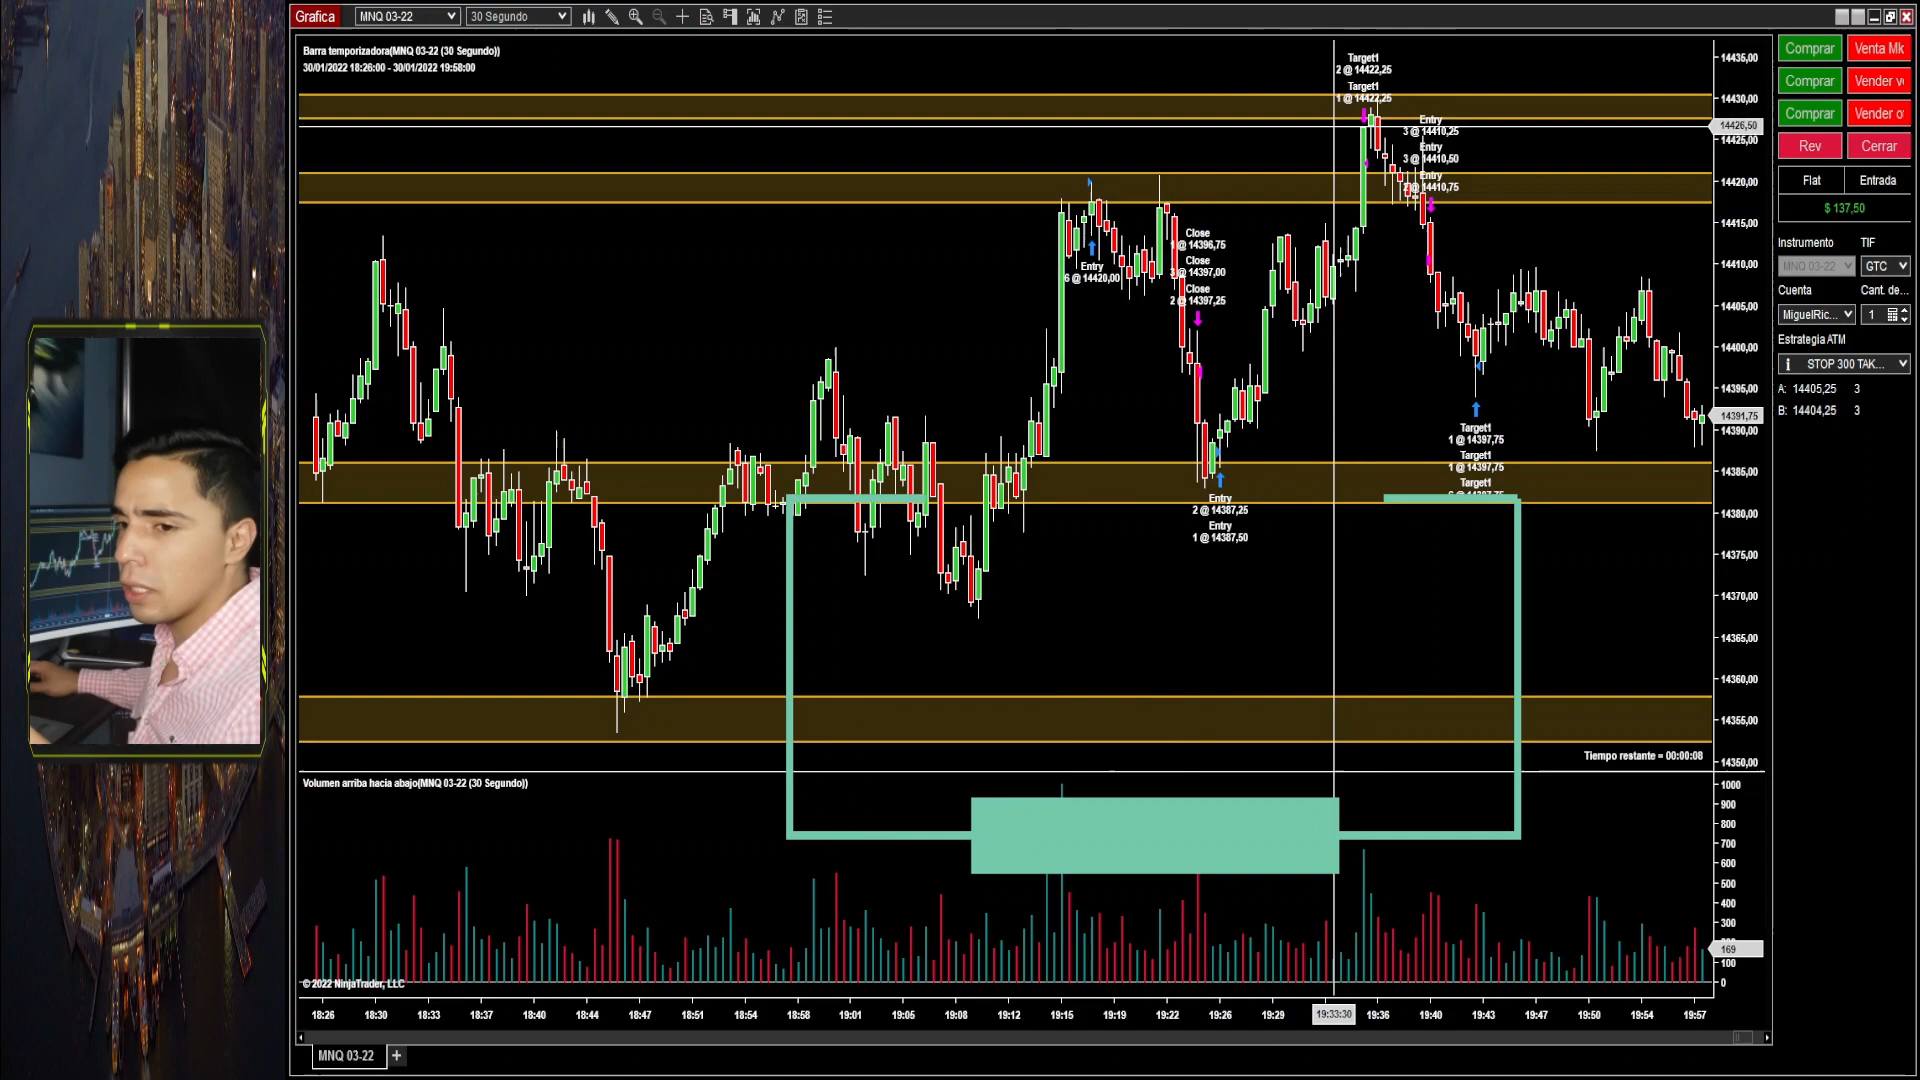 Grafica
MNQ 03-22
30 Segundo
Barra temporizadora(MNQ 03-22 (30 Segundo))
30/01/2022 18:26:00 - 30/01/2022 19:58:00
Target1
2 @ 14422,25
Target1
1 @ 14422,25
Entry
3 @ 14410,25
Entry
3 @ 14410,50
Entry
2 @ 14410,75
Close
1 @ 14396,75
Close
3 @ 14397,00
Close
2 @ 14397,25
Entry
6 @ 14420,00
Entry
2 @ 14387,25
Entry
1 @ 14387,50
Target1
1 @ 14397,75
Target1
1 @ 14397,75
Target1
14435,00
14430,00
14426,50
14425,00
14420,00
14415,00
14410,00
14405,00
14400,00
14395,00
14391,75
14390,00
14385,00
14380,00
14375,00
14370,00
14365,00
14360,00
14355,00
14350,00
Tiempo restante = 00:00:08
Volumen arriba hacia abajo(MNQ 03-22 (30 Segundo))
1000
900
800
700
600
500
400
300
169
100
0
© 2022 NinjaTrader, LLC
18:26 18:30 18:33 18:37 18:40 18:44 18:47 18:51 18:54 18:58 19:01 19:05 19:08 19:12 19:15 19:19 19:22 19:26 19:29 19:33:30 19:36 19:40 19:43 19:47 19:50 19:54 19:57
MNQ 03-22
+
Comprar Venta Mk
Comprar Vender
Comprar Vender
Rev Cerrar
Flat Entrada
$ 137,50
Instrumento TIF
MNQ 03-22 GTC
Cuenta Cant. de...
MiguelRic... 1
Estrategia ATM
STOP 300 TAK...
A: 14405,25 3
B: 14404,25 3